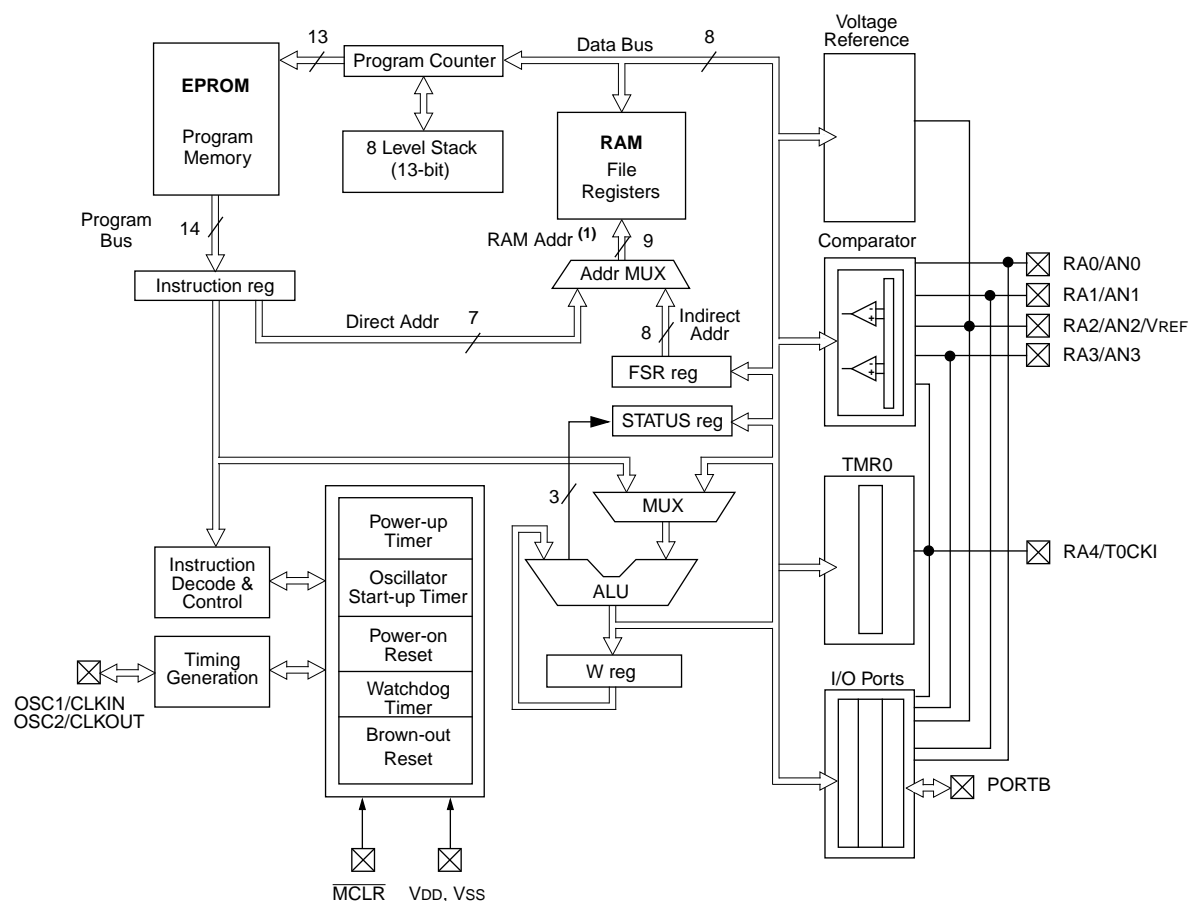 13
Data Bus
8
Voltage
Reference
EPROM
Program
Memory
Program Counter
8 Level Stack
(13-bit)
RAM
File
Registers
Program
Bus
14
RAM Addr (1)
9
Addr MUX
Instruction reg
Direct Addr
7
8
Indirect
Addr
FSR reg
STATUS reg
Comparator
-
+
-
+
RA0/AN0
RA1/AN1
RA2/AN2/VREF
RA3/AN3
3
MUX
ALU
W reg
TMR0
RA4/T0CKI
Power-up
Timer
Oscillator
Start-up Timer
Power-on
Reset
Watchdog
Timer
Brown-out
Reset
Instruction
Decode &
Control
Timing
Generation
OSC1/CLKIN
OSC2/CLKOUT
I/O Ports
PORTB
MCLR
VDD, VSS